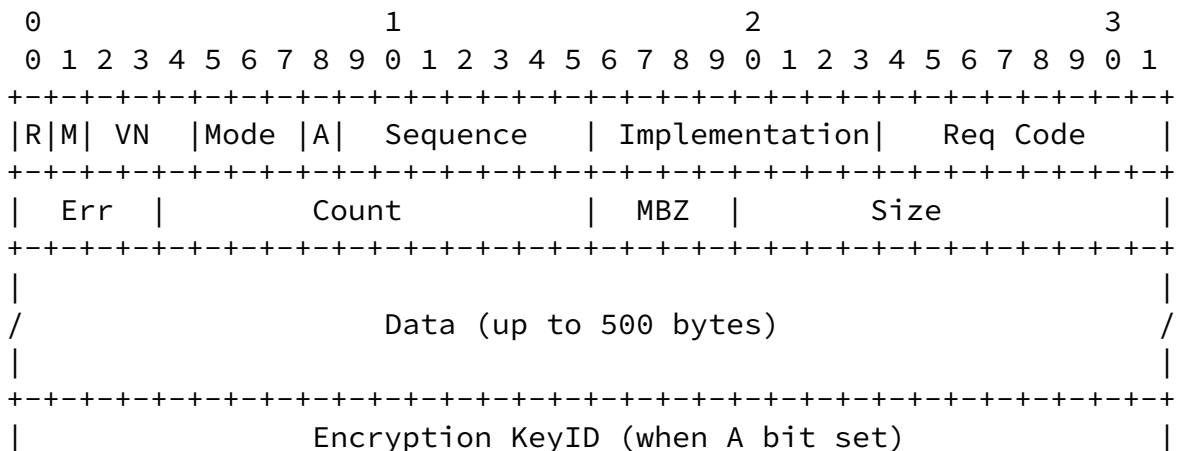 0                   1                   2                   3
 0 1 2 3 4 5 6 7 8 9 0 1 2 3 4 5 6 7 8 9 0 1 2 3 4 5 6 7 8 9 0 1
+-+-+-+-+-+-+-+-+-+-+-+-+-+-+-+-+-+-+-+-+-+-+-+-+-+-+-+-+-+-+-+-+
|R|M| VN  |Mode |A|  Sequence   | Implementation|   Req Code    |
+-+-+-+-+-+-+-+-+-+-+-+-+-+-+-+-+-+-+-+-+-+-+-+-+-+-+-+-+-+-+-+-+
|  Err  |        Count          |  MBZ  |       Size            |
+-+-+-+-+-+-+-+-+-+-+-+-+-+-+-+-+-+-+-+-+-+-+-+-+-+-+-+-+-+-+-+-+
|                                                               |
/                    Data (up to 500 bytes)                     /
|                                                               |
+-+-+-+-+-+-+-+-+-+-+-+-+-+-+-+-+-+-+-+-+-+-+-+-+-+-+-+-+-+-+-+-+
|                Encryption KeyID (when A bit set)              |